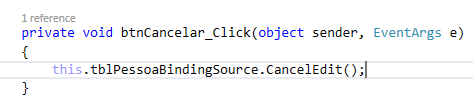 1 reference
private void btnCancelar_Click(object sender, EventArgs e)
{
    this.tblPessoaBindingSource.CancelEdit();
}